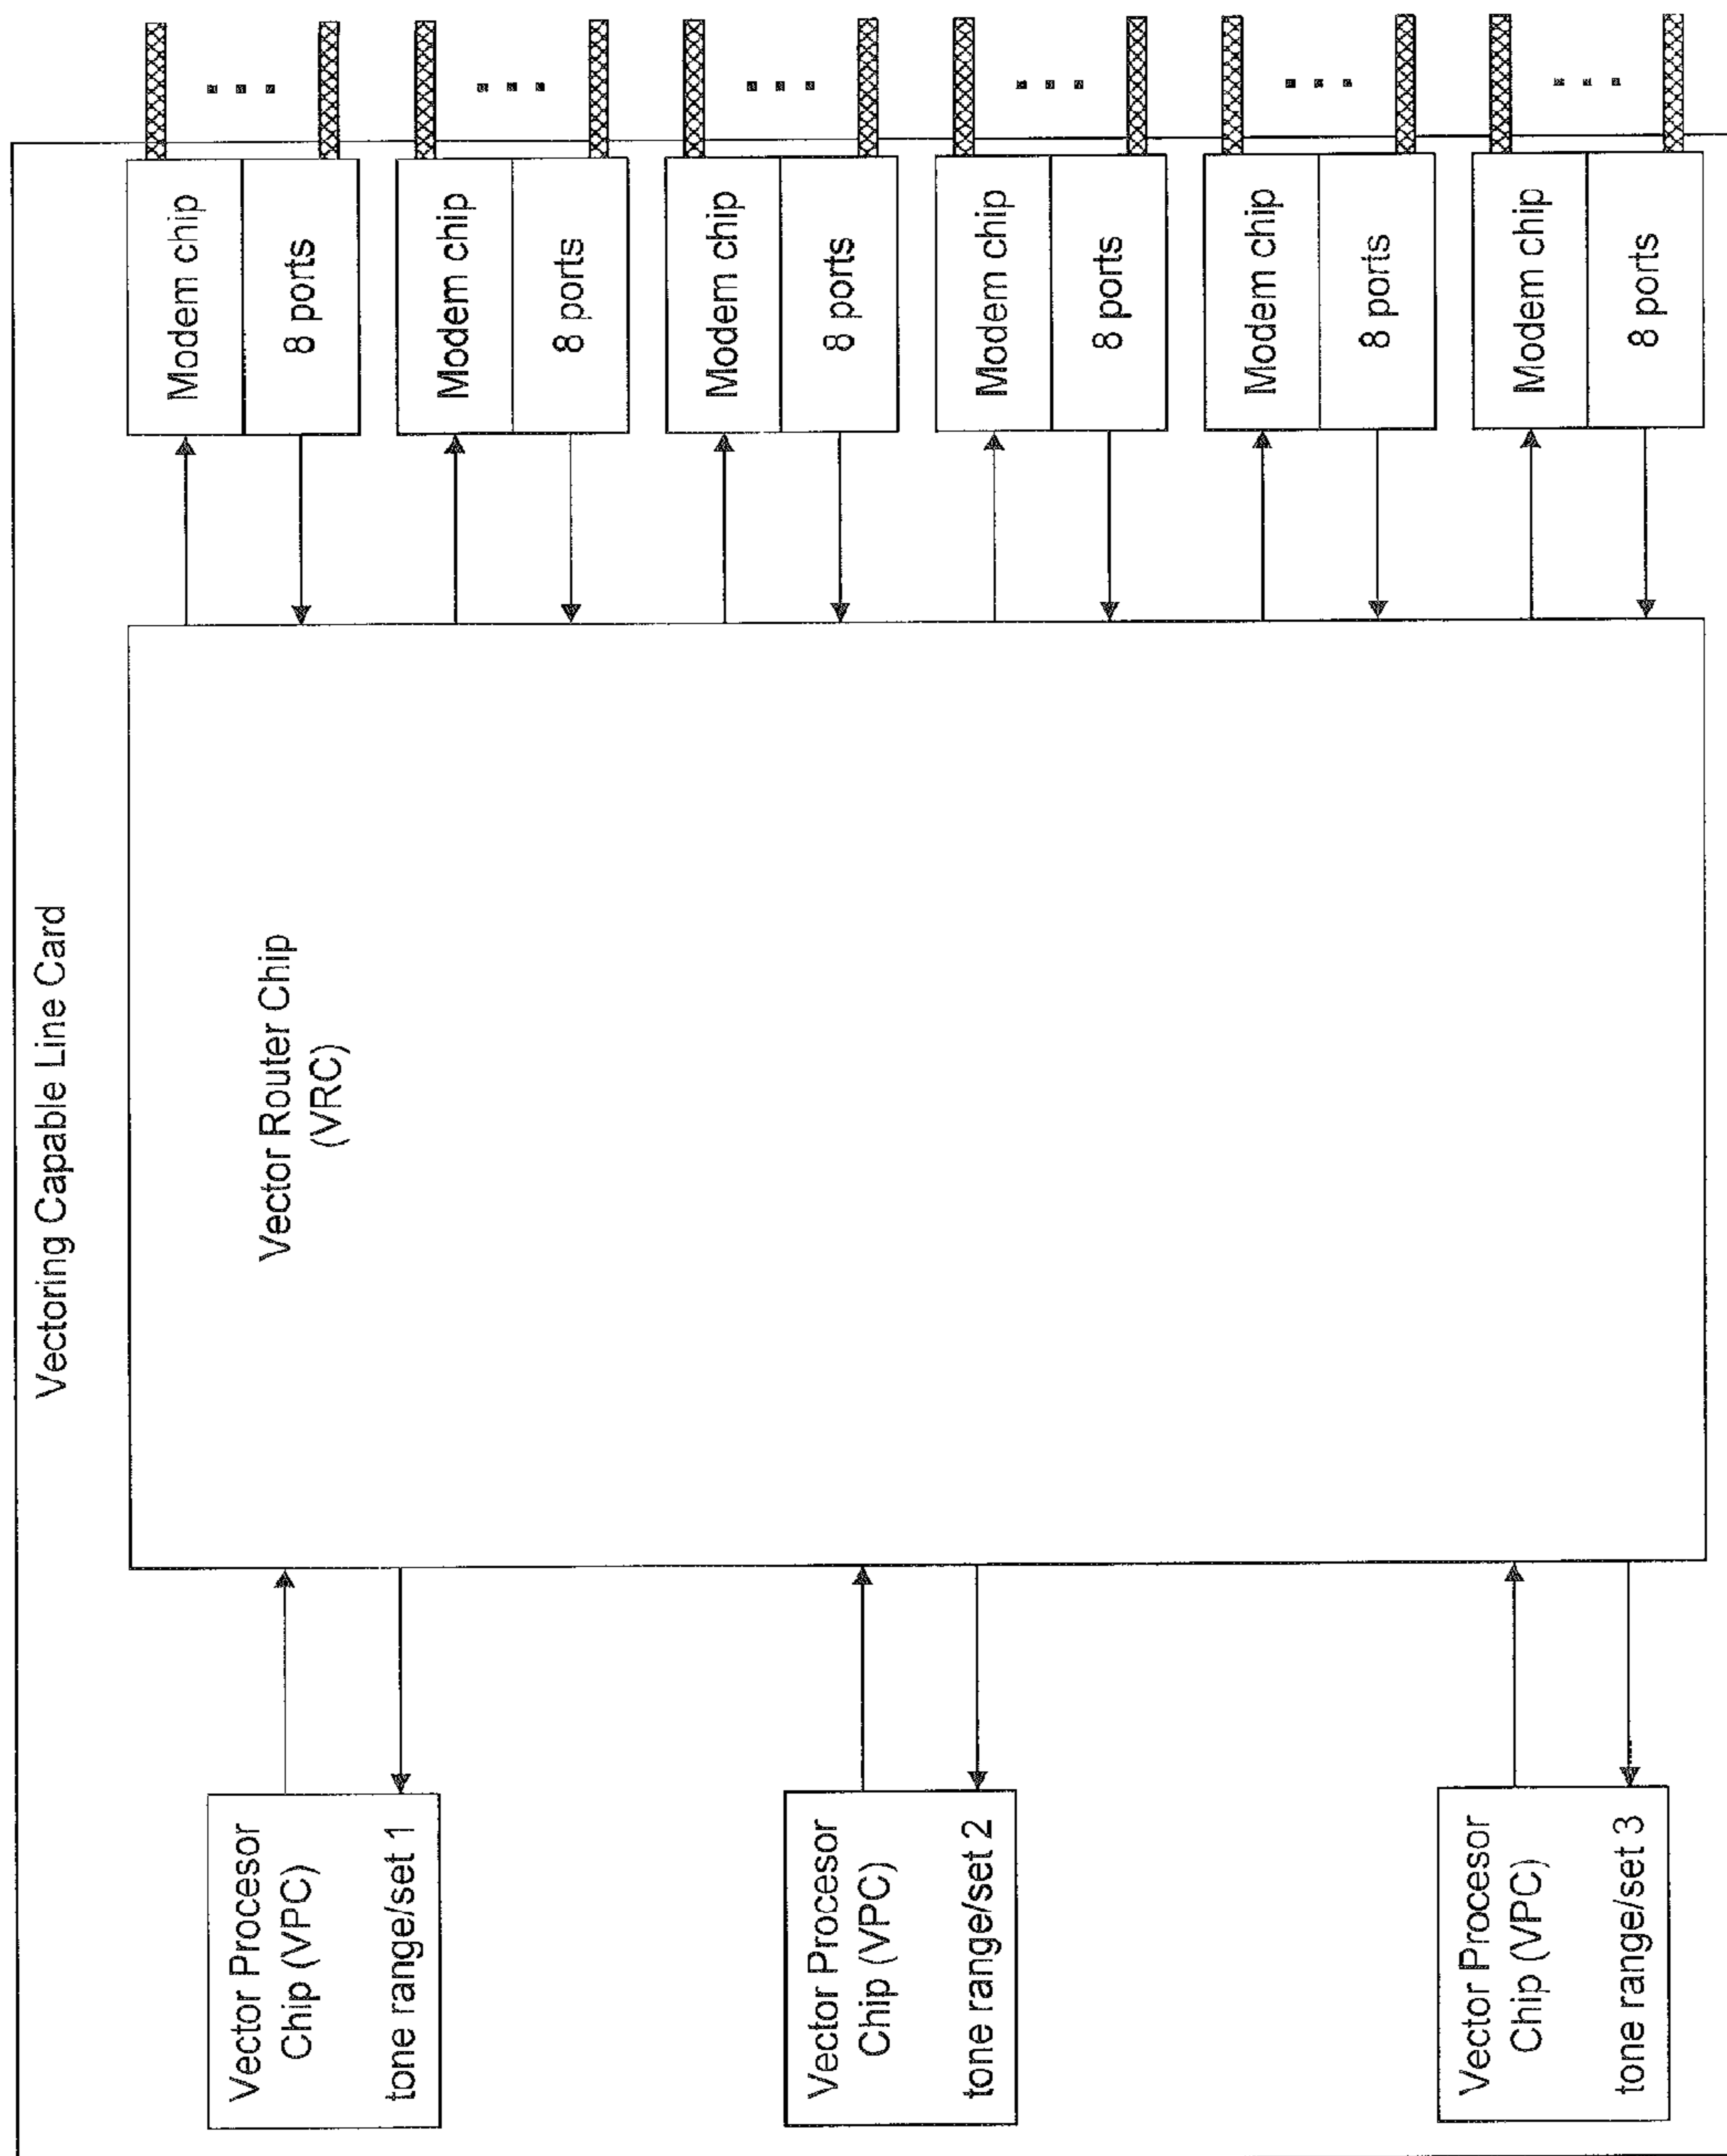 Vectoring Capable Line Card
Vector Procesor
Chip (VPC)
tone range/set 1
Vector Procesor
Chip (VPC)
tone range/set 2
Vector Procesor
Chip (VPC)
tone range/set 3
Vector Router Chip
(VRC)
Modem chip
8 ports
Modem chip
8 ports
Modem chip
8 ports
Modem chip
8 ports
Modem chip
8 ports
Modem chip
8 ports